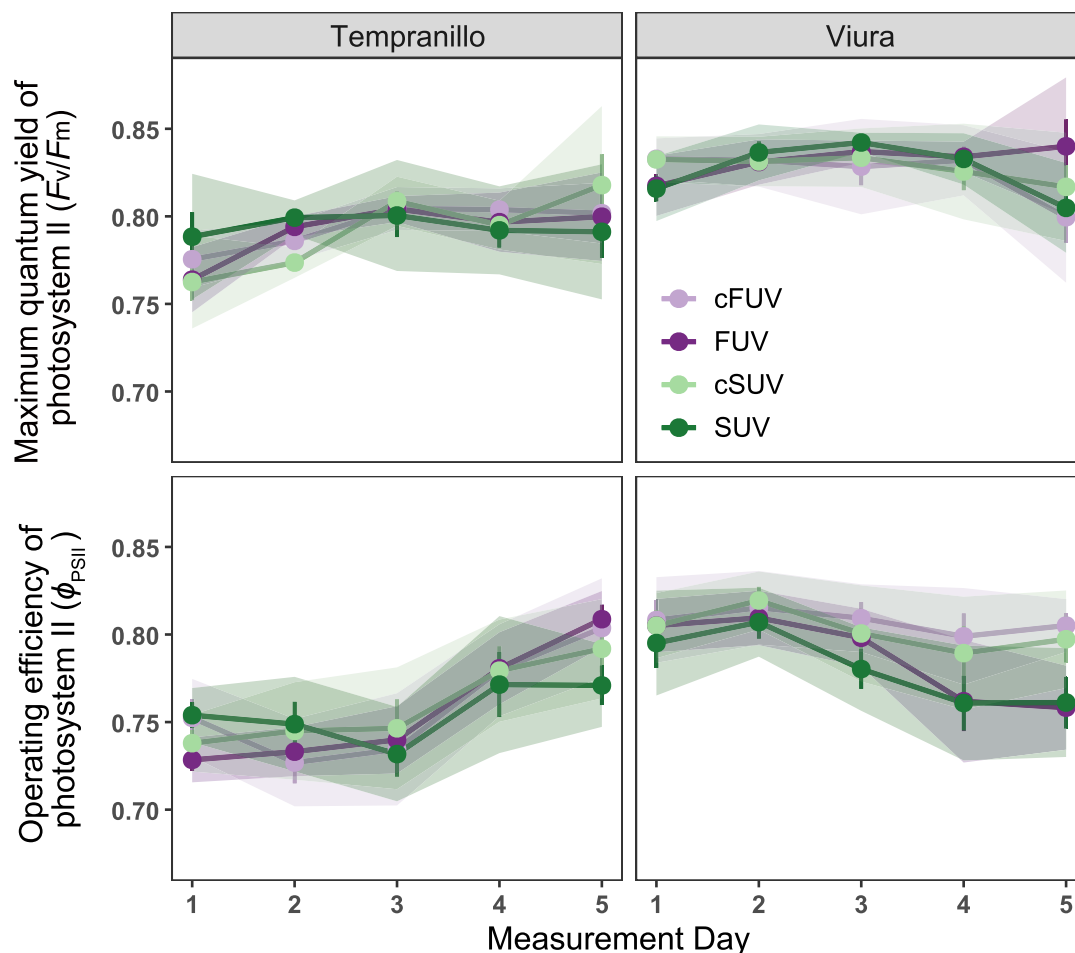 Tempranillo
Viura
Maximum quantum yield of
photosystem II (Fv/Fm)
0.85
0.80
0.75
0.70
cFUV
FUV
cSUV
SUV
Operating efficiency of
photosystem II (ϕPSII)
0.85
0.80
0.75
0.70
1 2 3 4 5
1 2 3 4 5
Measurement Day